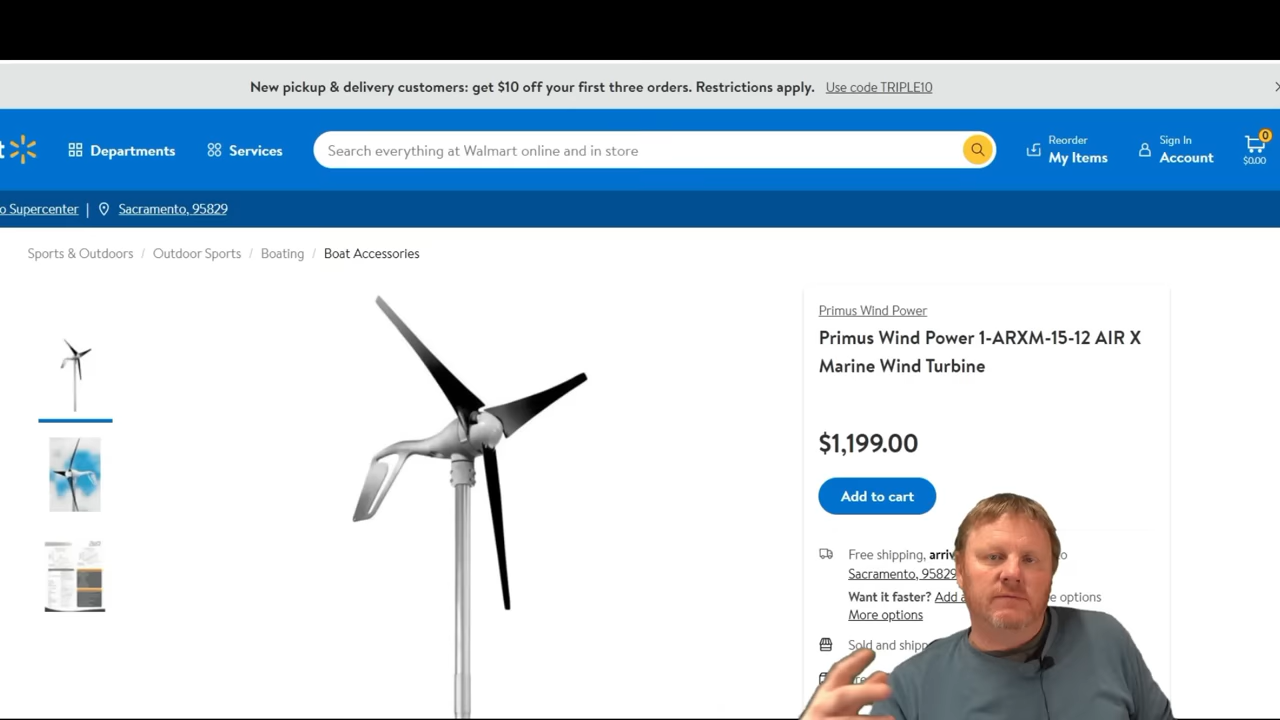 New pickup & delivery customers: get $10 off your first three orders. Restrictions apply. Use code TRIPLE10
Departments
Services
Search everything at Walmart online and in store
Reorder
My Items
Sign In
Account
0
$0.00
Supercenter | Sacramento, 95829
Sports & Outdoors / Outdoor Sports / Boating / Boat Accessories
Primus Wind Power
Primus Wind Power 1-ARXM-15-12 AIR X
Marine Wind Turbine
$1,199.00
Add to cart
Free shipping,
Sacramento, 95829
Want it faster? Add options
More options
Sold and